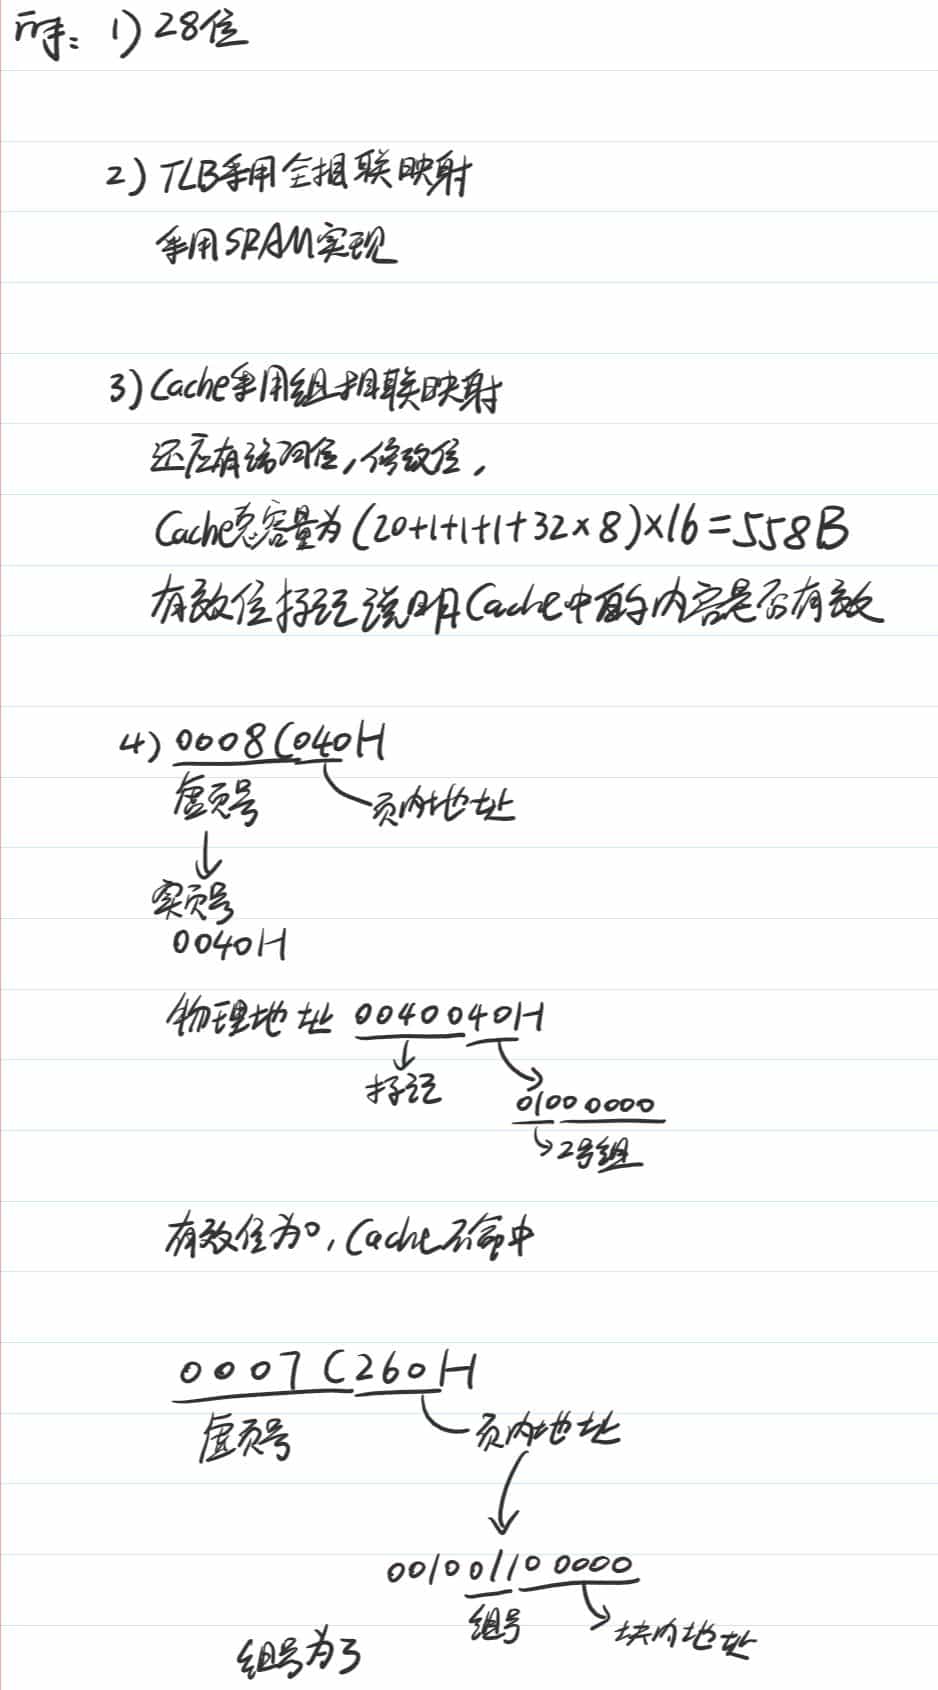 解: 1) 28位
2) TLB采用全相联映射
采用SRAM实现
3) Cache采用组相联映射
还应有访问位,修改位,
Cache总容量为 (20+1+1+1+32×8)×16=558B
有效位标记说明Cache中的内容是否有效
4) 0008C040H
虚页号 页内地址
实页号
0040H
物理地址 0040040H
标记
0100 0000
2号组
有效位为0, Cache不命中
0007C260H
虚页号 页内地址
001001100000
组号 块内地址
组号为3